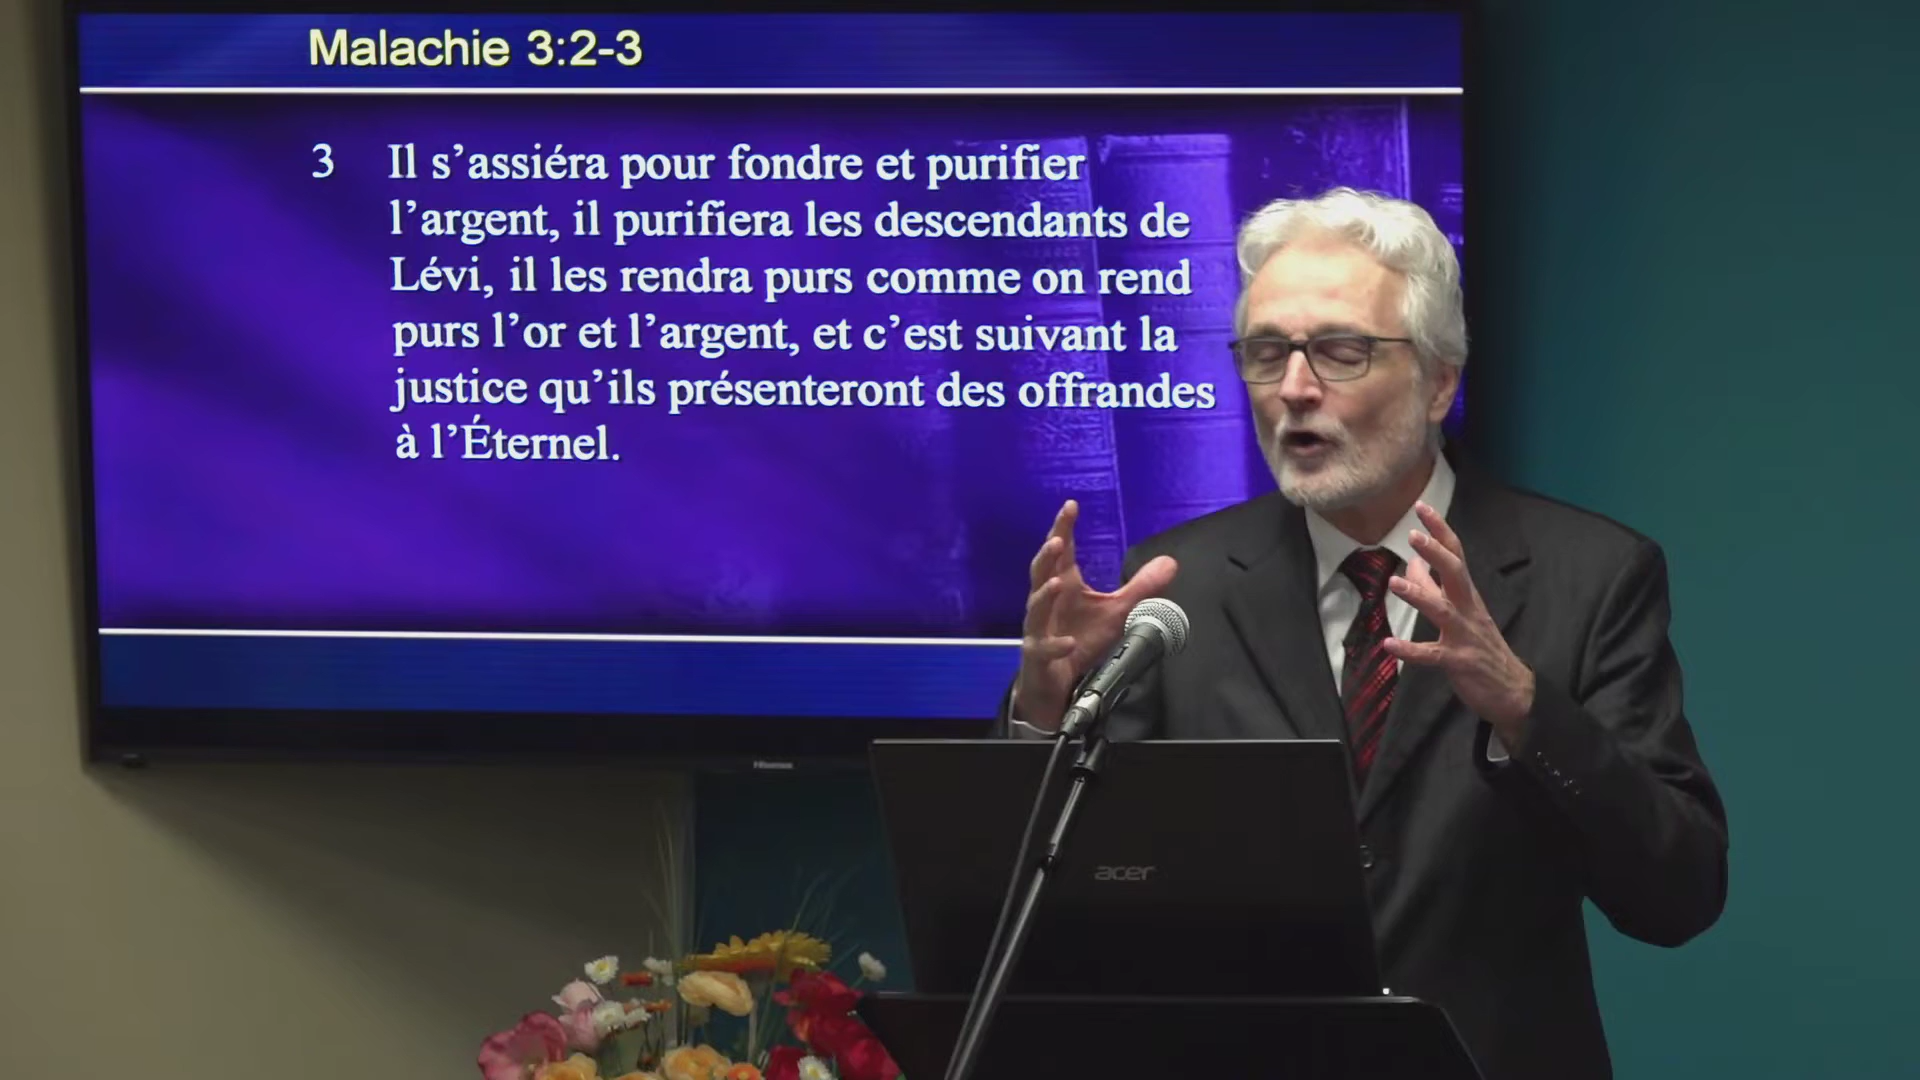 Malachie 3:2-3
3 Il s’assiéra pour fondre et purifier
l’argent, il purifiera les descendants de
Lévi, il les rendra purs comme on rend
purs l’or et l’argent, et c’est suivant la
justice qu’ils présenteront des offrandes
à l’Éternel.
Hisense
acer